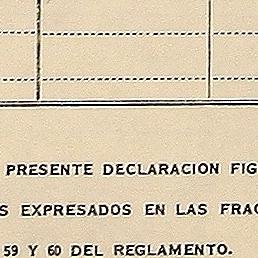 PRESENTE DECLARACION FIG
S EXPRESADOS EN LAS FRAC
59 Y 60 DEL REGLAMENTO.